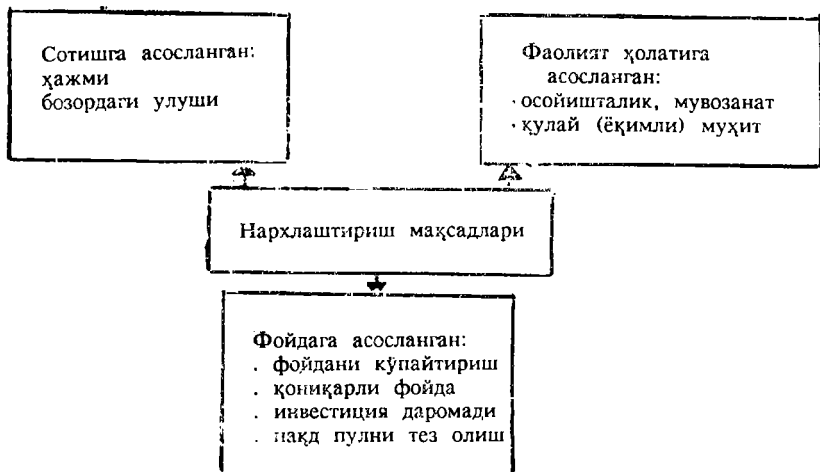 Сотишга асосланган:
ҳажми
бозордаги улуши
Фаолият ҳолатига
асосланган:
· осойишталик, мувозанат
· қулай (ёқимли) муҳит
Нархлаштириш мақсадлари
Фойдага асосланган:
. фойдани кўпайтириш
. қониқарли фойда
. инвестиция даромади
. нақд пулни тез олиш